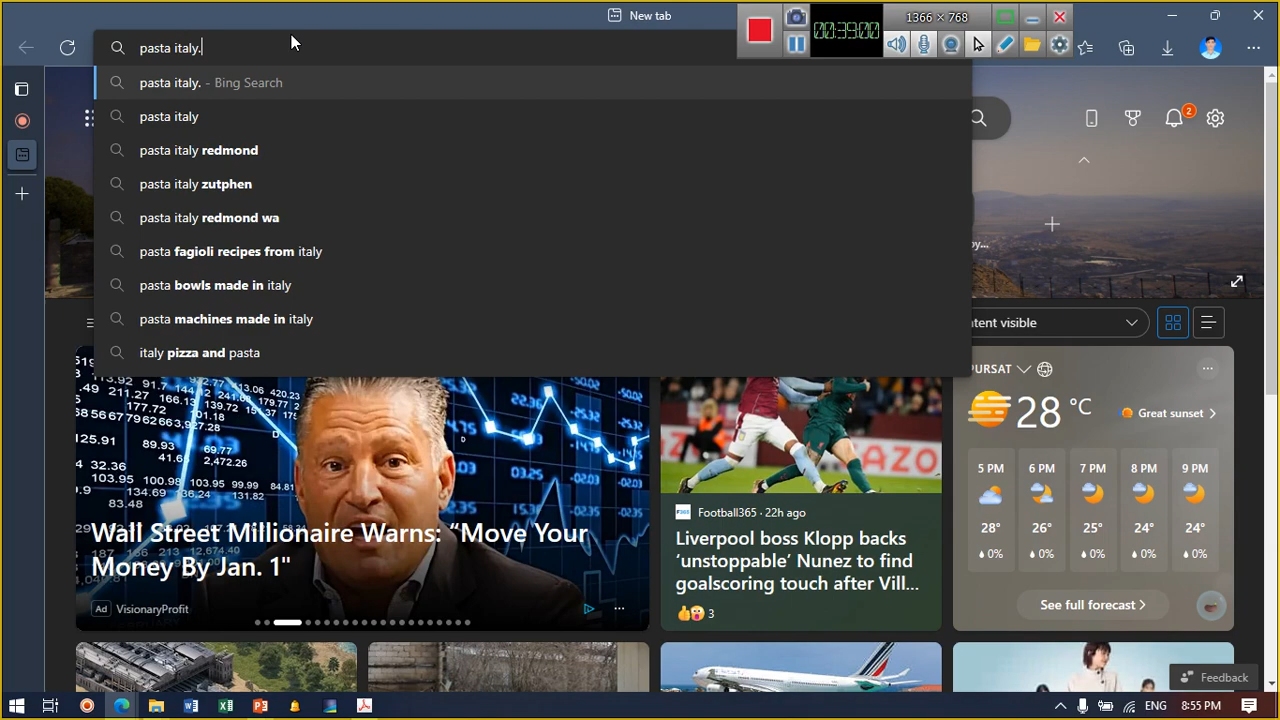 New tab
00:39:00
1366 × 768
pasta italy.
pasta italy. - Bing Search
pasta italy
pasta italy redmond
pasta italy zutphen
pasta italy redmond wa
pasta fagioli recipes from italy
pasta bowls made in italy
pasta machines made in italy
italy pizza and pasta
2
by...
tent visible
Wall Street Millionaire Warns: “Move Your
Money By Jan. 1"
Ad VisionaryProfit
Football365 · 22h ago
Liverpool boss Klopp backs
‘unstoppable’ Nunez to find
goalscoring touch after Vill...
3
URSAT
28 °C
Great sunset
5 PM 6 PM 7 PM 8 PM 9 PM
28° 26° 25° 24° 24°
0% 0% 0% 0% 0%
See full forecast
Feedback
ENG 8:55 PM